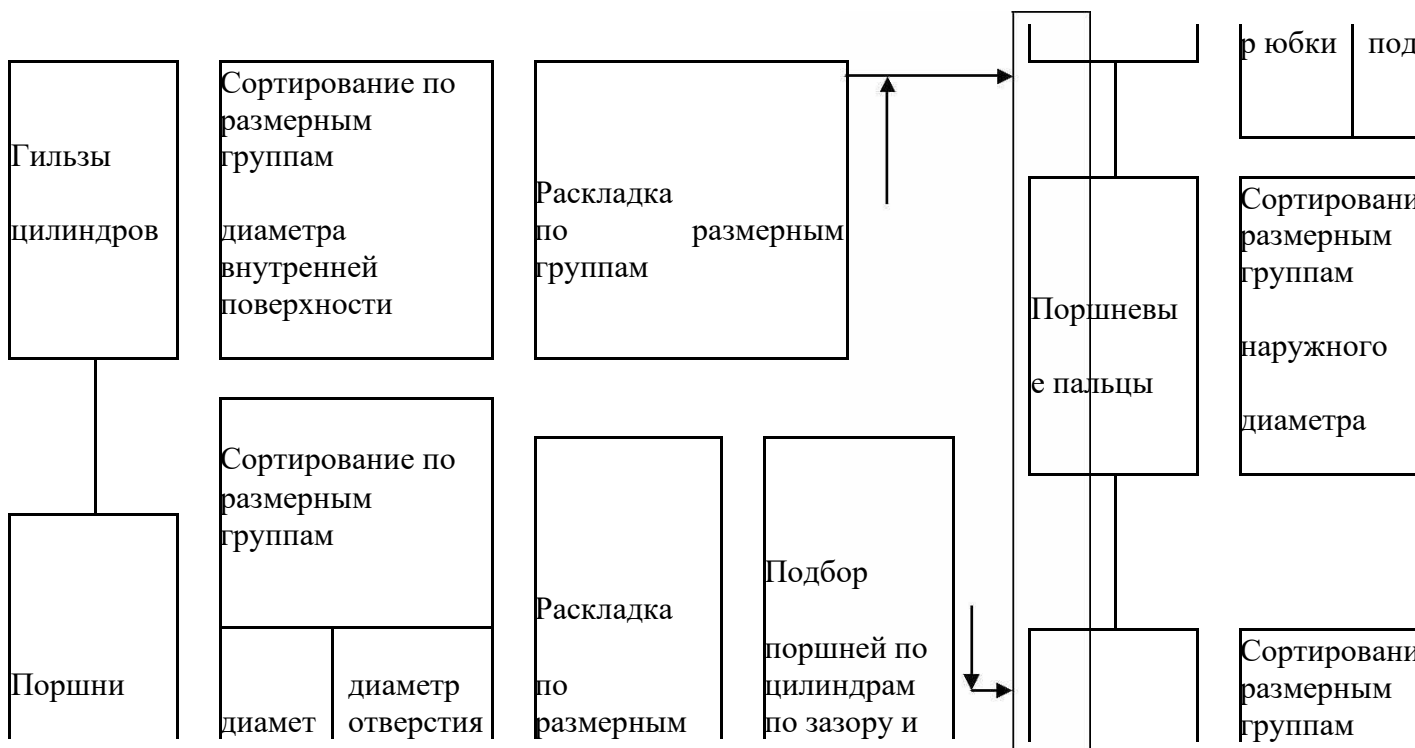 Гильзы
цилиндров
Сортирование по
размерным
группам
диаметра
внутренней
поверхности
Раскладка
по размерным
группам
Поршни
Сортирование по
размерным
группам
диамет
диаметр
отверстия
Раскладка
по
размерным
Подбор
поршней по
цилиндрам
по зазору и
р юбки
под
Поршневы
е пальцы
Сортировани
размерным
группам
наружного
диаметра
Сортировани
размерным
группам